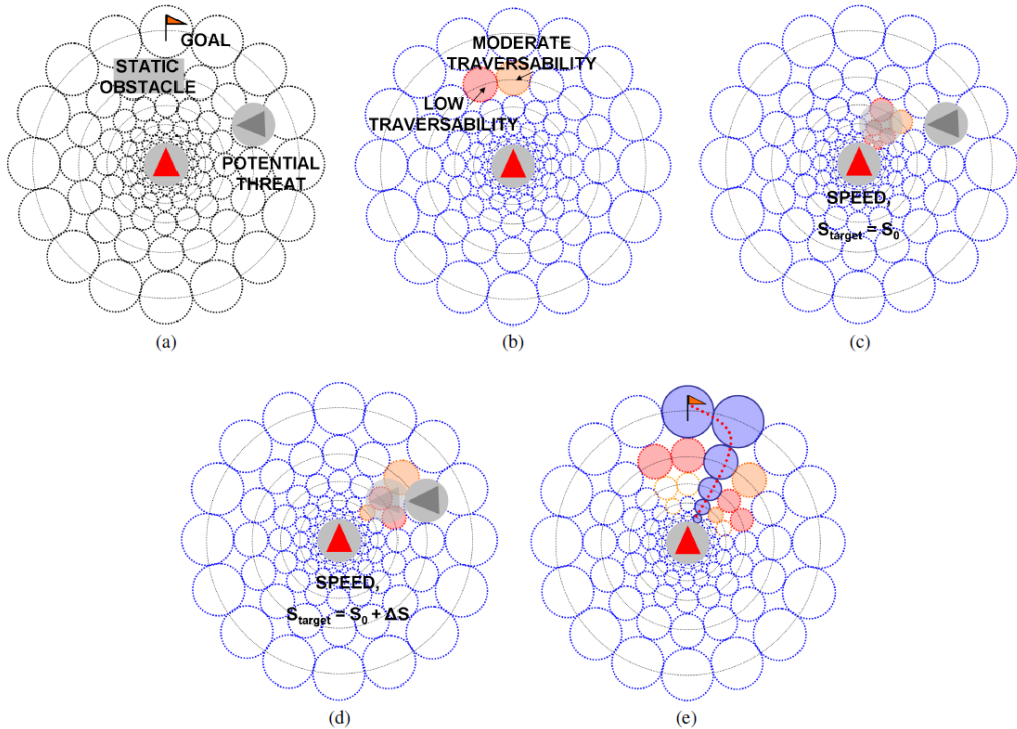 GOAL
STATIC
OBSTACLE
POTENTIAL
THREAT
(a)
MODERATE
TRAVERSABILITY
LOW
TRAVERSABILITY
(b)
SPEED,
S_target = S_0
(c)
SPEED,
S_target = S_0 + ΔS
(d)
(e)